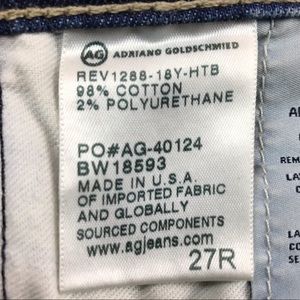 AG ADRIANO GOLDSCHMIED
REV1288-18Y-HTB
98% COTTON
2% POLYURETHANE
PO#AG-40124
BW18593
MADE IN U.S.A.
OF IMPORTED FABRIC
AND GLOBALLY
SOURCED COMPONENTS
www.agjeans.com
27R